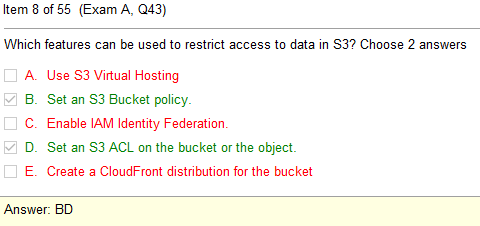 Item 8 of 55 (Exam A, Q43)
Which features can be used to restrict access to data in S3? Choose 2 answers
A. Use S3 Virtual Hosting
B. Set an S3 Bucket policy.
C. Enable IAM Identity Federation.
D. Set an S3 ACL on the bucket or the object.
E. Create a CloudFront distribution for the bucket
Answer: BD